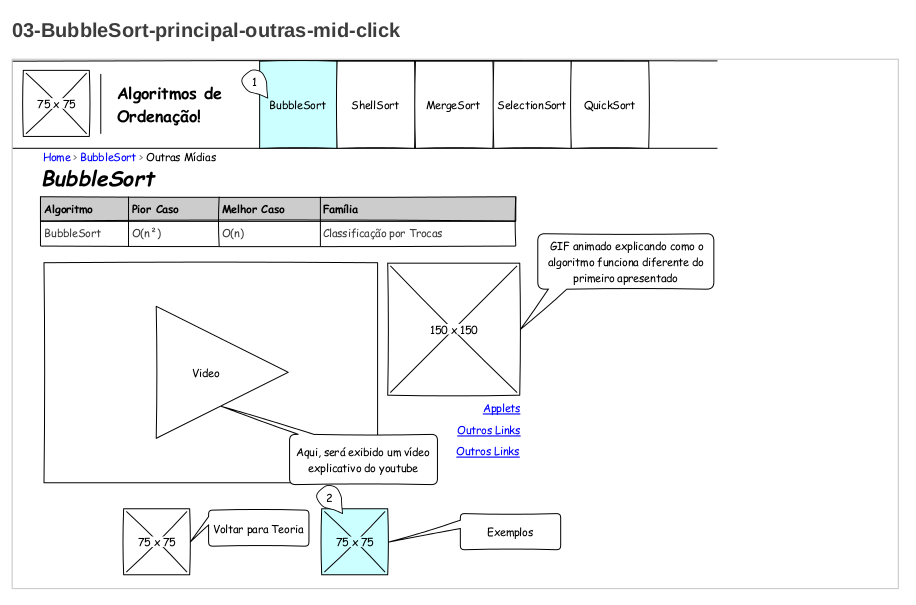 03-BubbleSort-principal-outras-mid-click
75 x 75
Algoritmos de
Ordenação!
1
BubbleSort
ShellSort
MergeSort
SelectionSort
QuickSort
Home > BubbleSort > Outras Mídias
BubbleSort
Algoritmo Pior Caso Melhor Caso Família
BubbleSort O(n²) O(n) Classificação por Trocas
GIF animado explicando como o
algoritmo funciona diferente do
primeiro apresentado
150 x 150
Video
Applets
Outros Links
Outros Links
Aqui, será exibido um vídeo
explicativo do youtube
2
75 x 75
Voltar para Teoria
75 x 75
Exemplos